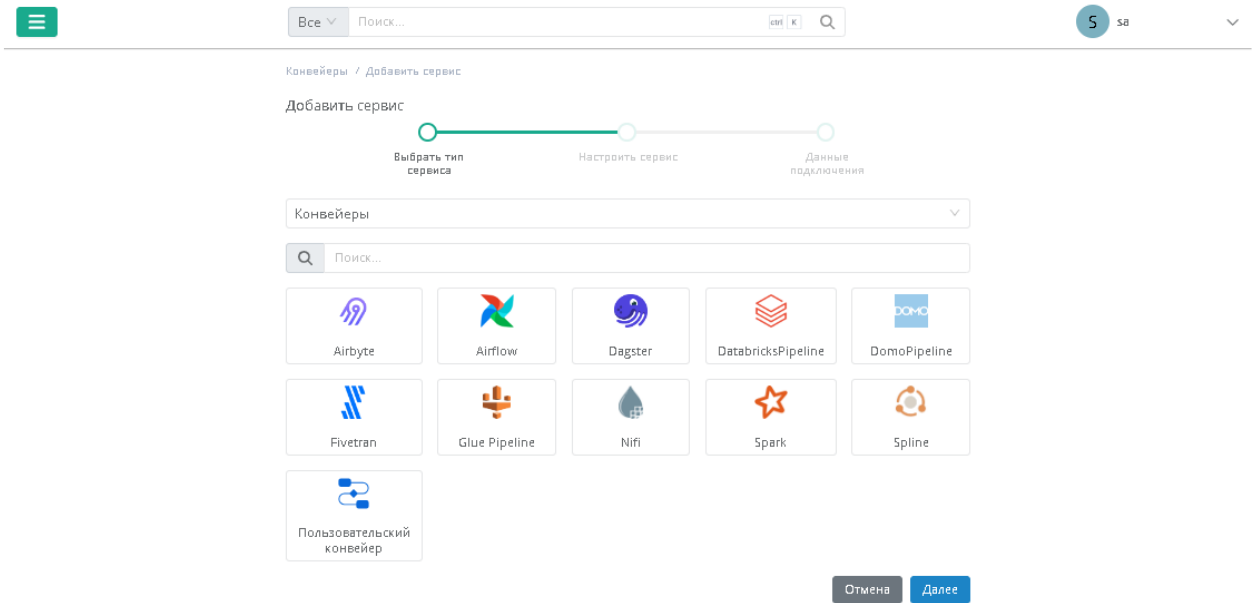 Все Поиск... ctrl K S sa
Конвейеры / Добавить сервис
Добавить сервис
Выбрать тип сервиса
Настроить сервис
Данные подключения
Конвейеры
Поиск...
Airbyte Airflow Dagster DatabricksPipeline DOMO DomoPipeline
Fivetran Glue Pipeline Nifi Spark Spline
Пользовательский
конвейер
Отмена Далее